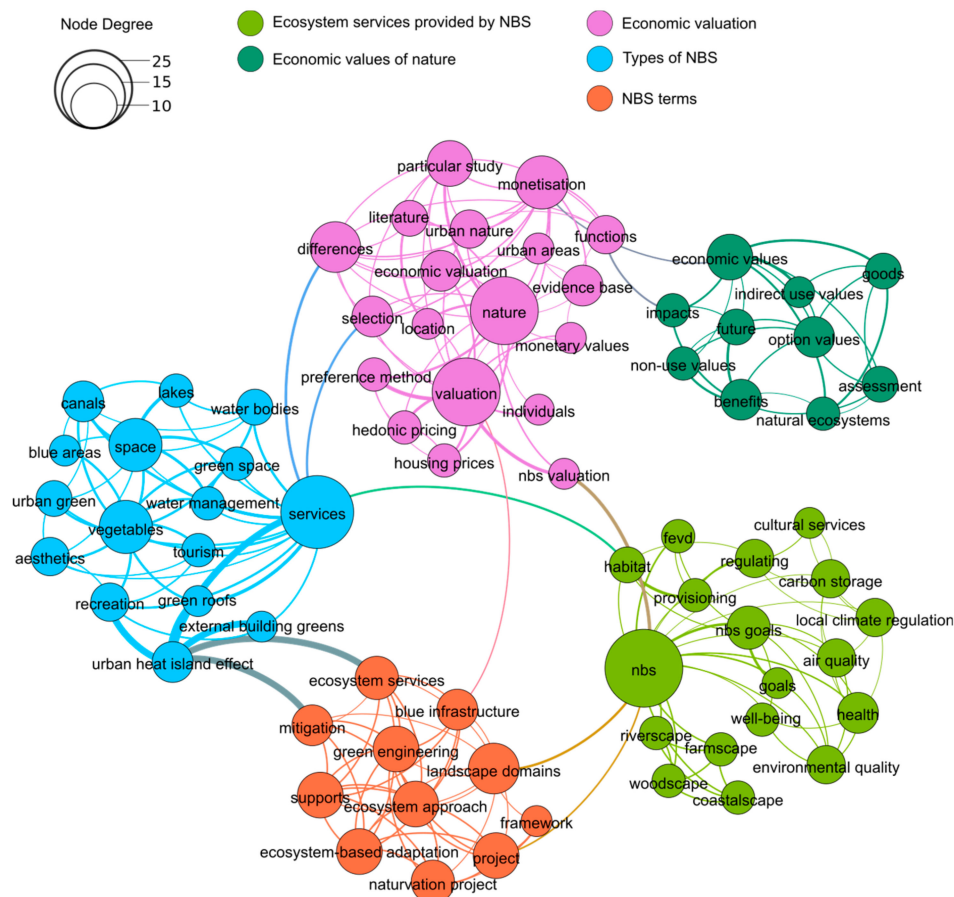 Node Degree
25
15
10
Ecosystem services provided by NBS
Economic values of nature
Economic valuation
Types of NBS
NBS terms
particular study
monetisation
literature
urban nature
functions
differences
urban areas
economic valuation
evidence base
selection
location
nature
monetary values
preference method
valuation
individuals
hedonic pricing
housing prices
nbs valuation
economic values
goods
indirect use values
impacts
future
option values
non-use values
assessment
benefits
natural ecosystems
lakes
canals
water bodies
space
blue areas
green space
urban green
water management
services
vegetables
aesthetics
tourism
recreation
green roofs
external building greens
urban heat island effect
cultural services
fevd
habitat
regulating
carbon storage
provisioning
local climate regulation
nbs goals
nbs
air quality
goals
well-being
health
riverscape
farmscape
environmental quality
woodscape
coastalscape
ecosystem services
mitigation
blue infrastructure
green engineering
landscape domains
supports
ecosystem approach
framework
ecosystem-based adaptation
project
naturvation project